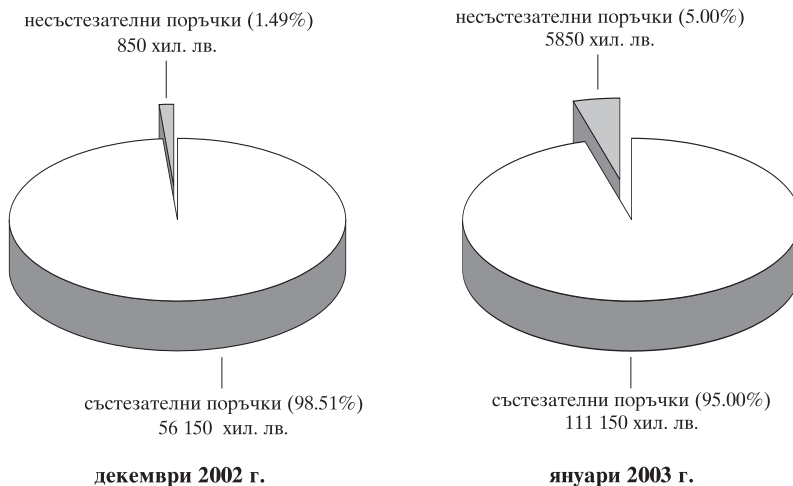 несъстезателни поръчки (1.49%)
850 хил. лв.
състезателни поръчки (98.51%)
56 150 хил. лв.
декември 2002 г.
несъстезателни поръчки (5.00%)
5850 хил. лв.
състезателни поръчки (95.00%)
111 150 хил. лв.
януари 2003 г.